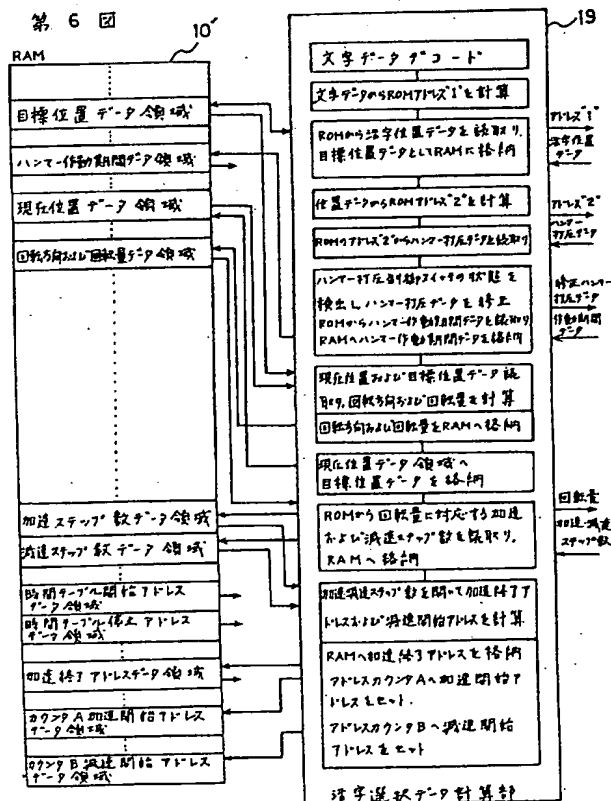 第6図
RAM
10'
目標位置データ領域
ハンマー作動期間データ領域
現在位置データ領域
回転方向および回転量データ領域
加速ステップ数データ領域
減速ステップ数データ領域
時間テーブル開始アドレス
データ領域
時間テーブル停止アドレス
データ領域
加速終了アドレスデータ領域
カウンタA加速開始アドレス
データ領域
カウンタB減速開始アドレス
データ領域
19
文字データデコード
文字データからROMアドレス"1"を計算
ROMから活字位置データを読取り、
目標位置データとしてRAMに格納
位置データからROMアドレス"2"を計算
ROMのアドレス"2"からハンマー打圧データを読取り
ハンマー打圧切換スイッチの状態を
検出し、ハンマー打圧データを修正
ROMからハンマー作動期間データを読取り
RAMへハンマー作動期間データを格納
現在位置および目標位置データ読
取り、回転方向および回転量を計算
回転方向および回転量をRAMへ格納
現在位置データ領域へ
目標位置データを格納
ROMから回転量に対応する加速
および減速ステップ数を読取り、
RAMへ格納
加速減速ステップ数を用いて加速終了ア
ドレスおよび減速開始アドレスを計算
RAMへ加速終了アドレスを格納
アドレスカウンタAへ加速開始ア
ドレスをセット.
アドレスカウンタBへ減速開始
アドレスをセット
活字選択データ計算部
アドレス"1"
活字位置
データ
アドレス"2"
ハンマー
打圧データ
修正ハンマー
打圧データ
作動期間
データ
回転量
加速・減速
ステップ数